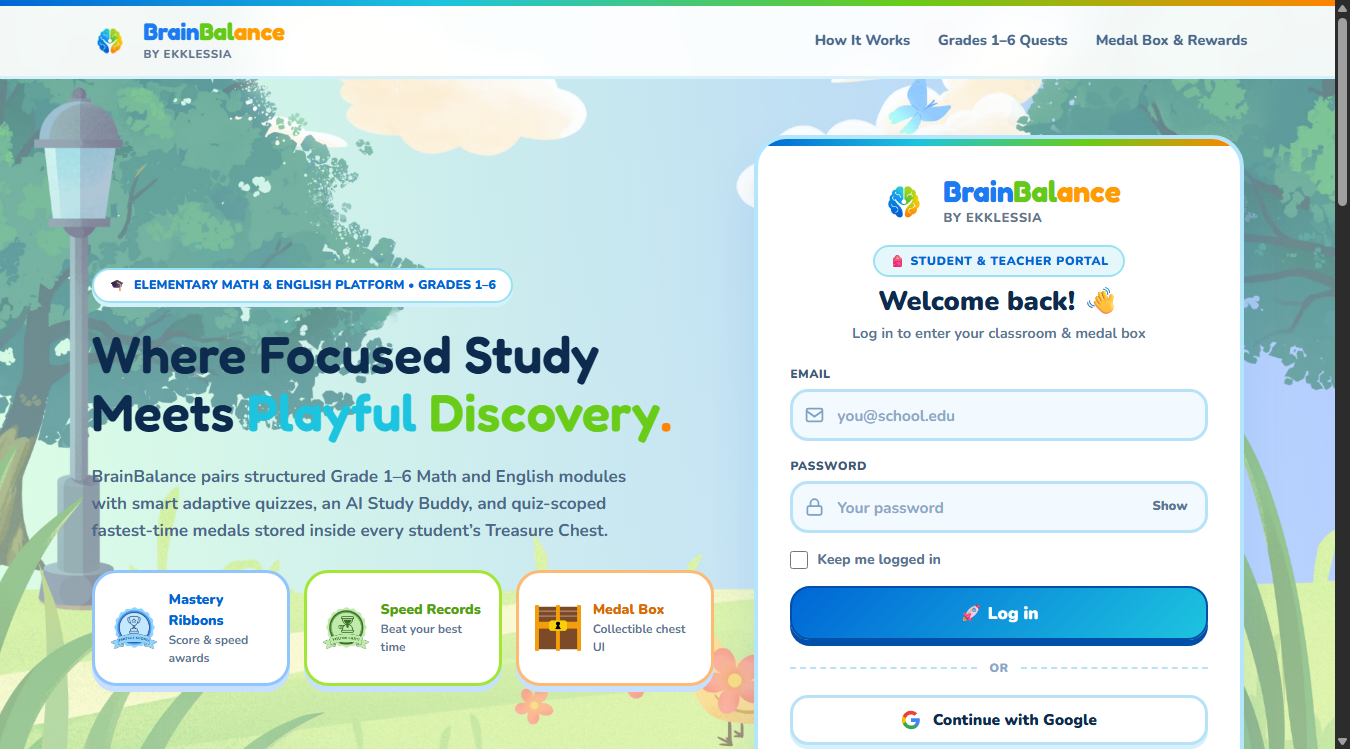 BrainBalance
BY EKKLESSIA
How It Works
Grades 1–6 Quests
Medal Box & Rewards
ELEMENTARY MATH & ENGLISH PLATFORM • GRADES 1–6
Where Focused Study
Meets Playful Discovery.
BrainBalance pairs structured Grade 1–6 Math and English modules
with smart adaptive quizzes, an AI Study Buddy, and quiz-scoped
fastest-time medals stored inside every student’s Treasure Chest.
Mastery
Ribbons
Score & speed
awards
Speed Records
Beat your best
time
Medal Box
Collectible chest
UI
BrainBalance
BY EKKLESSIA
STUDENT & TEACHER PORTAL
Welcome back!
Log in to enter your classroom & medal box
EMAIL
you@school.edu
PASSWORD
Your password
Show
Keep me logged in
Log in
OR
Continue with Google